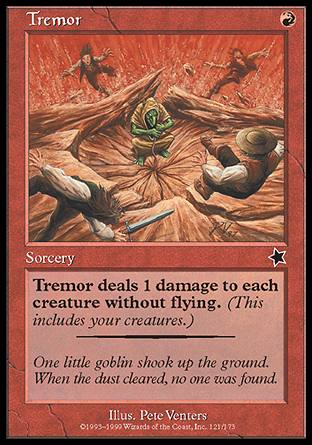 Tremor
Sorcery
Tremor deals 1 damage to each
creature without flying. (This
includes your creatures.)
One little goblin shook up the ground.
When the dust cleared, no one was found.
Illus. Pete Venters
©1993–1999 Wizards of the Coast, Inc. 121/173